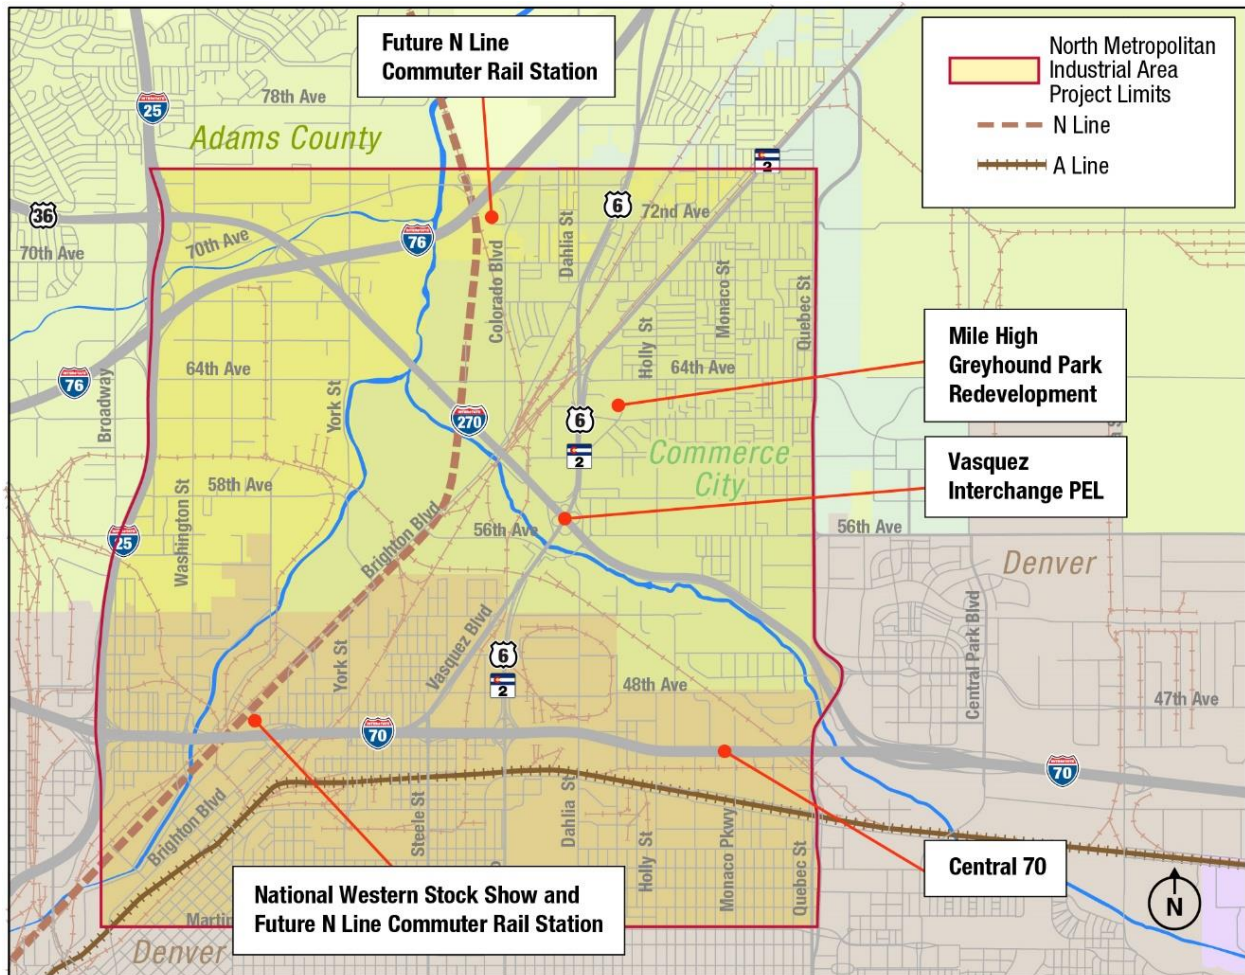 Future N Line
Commuter Rail Station
North Metropolitan
Industrial Area
Project Limits
N Line
A Line
INTERSTATE
25
78th Ave
Adams County
2
36
6
72nd Ave
70th Ave
70th Ave
76
Dahlia St
Colorado Blvd
Monaco St
Quebec St
Holly St
Mile High
Greyhound Park
Redevelopment
64th Ave
64th Ave
76
Broadway
York St
270
6
2
Commerce
City
Vasquez
Interchange PEL
58th Ave
Washington St
25
Brighton Blvd
56th Ave
56th Ave
Denver
Central Park Blvd
York St
Vasquez Blvd
6
2
48th Ave
47th Ave
70
70
Brighton Blvd
Steele St
Dahlia St
Holly St
Monaco Pkwy
Quebec St
Central 70
National Western Stock Show and
Future N Line Commuter Rail Station
Denver
N